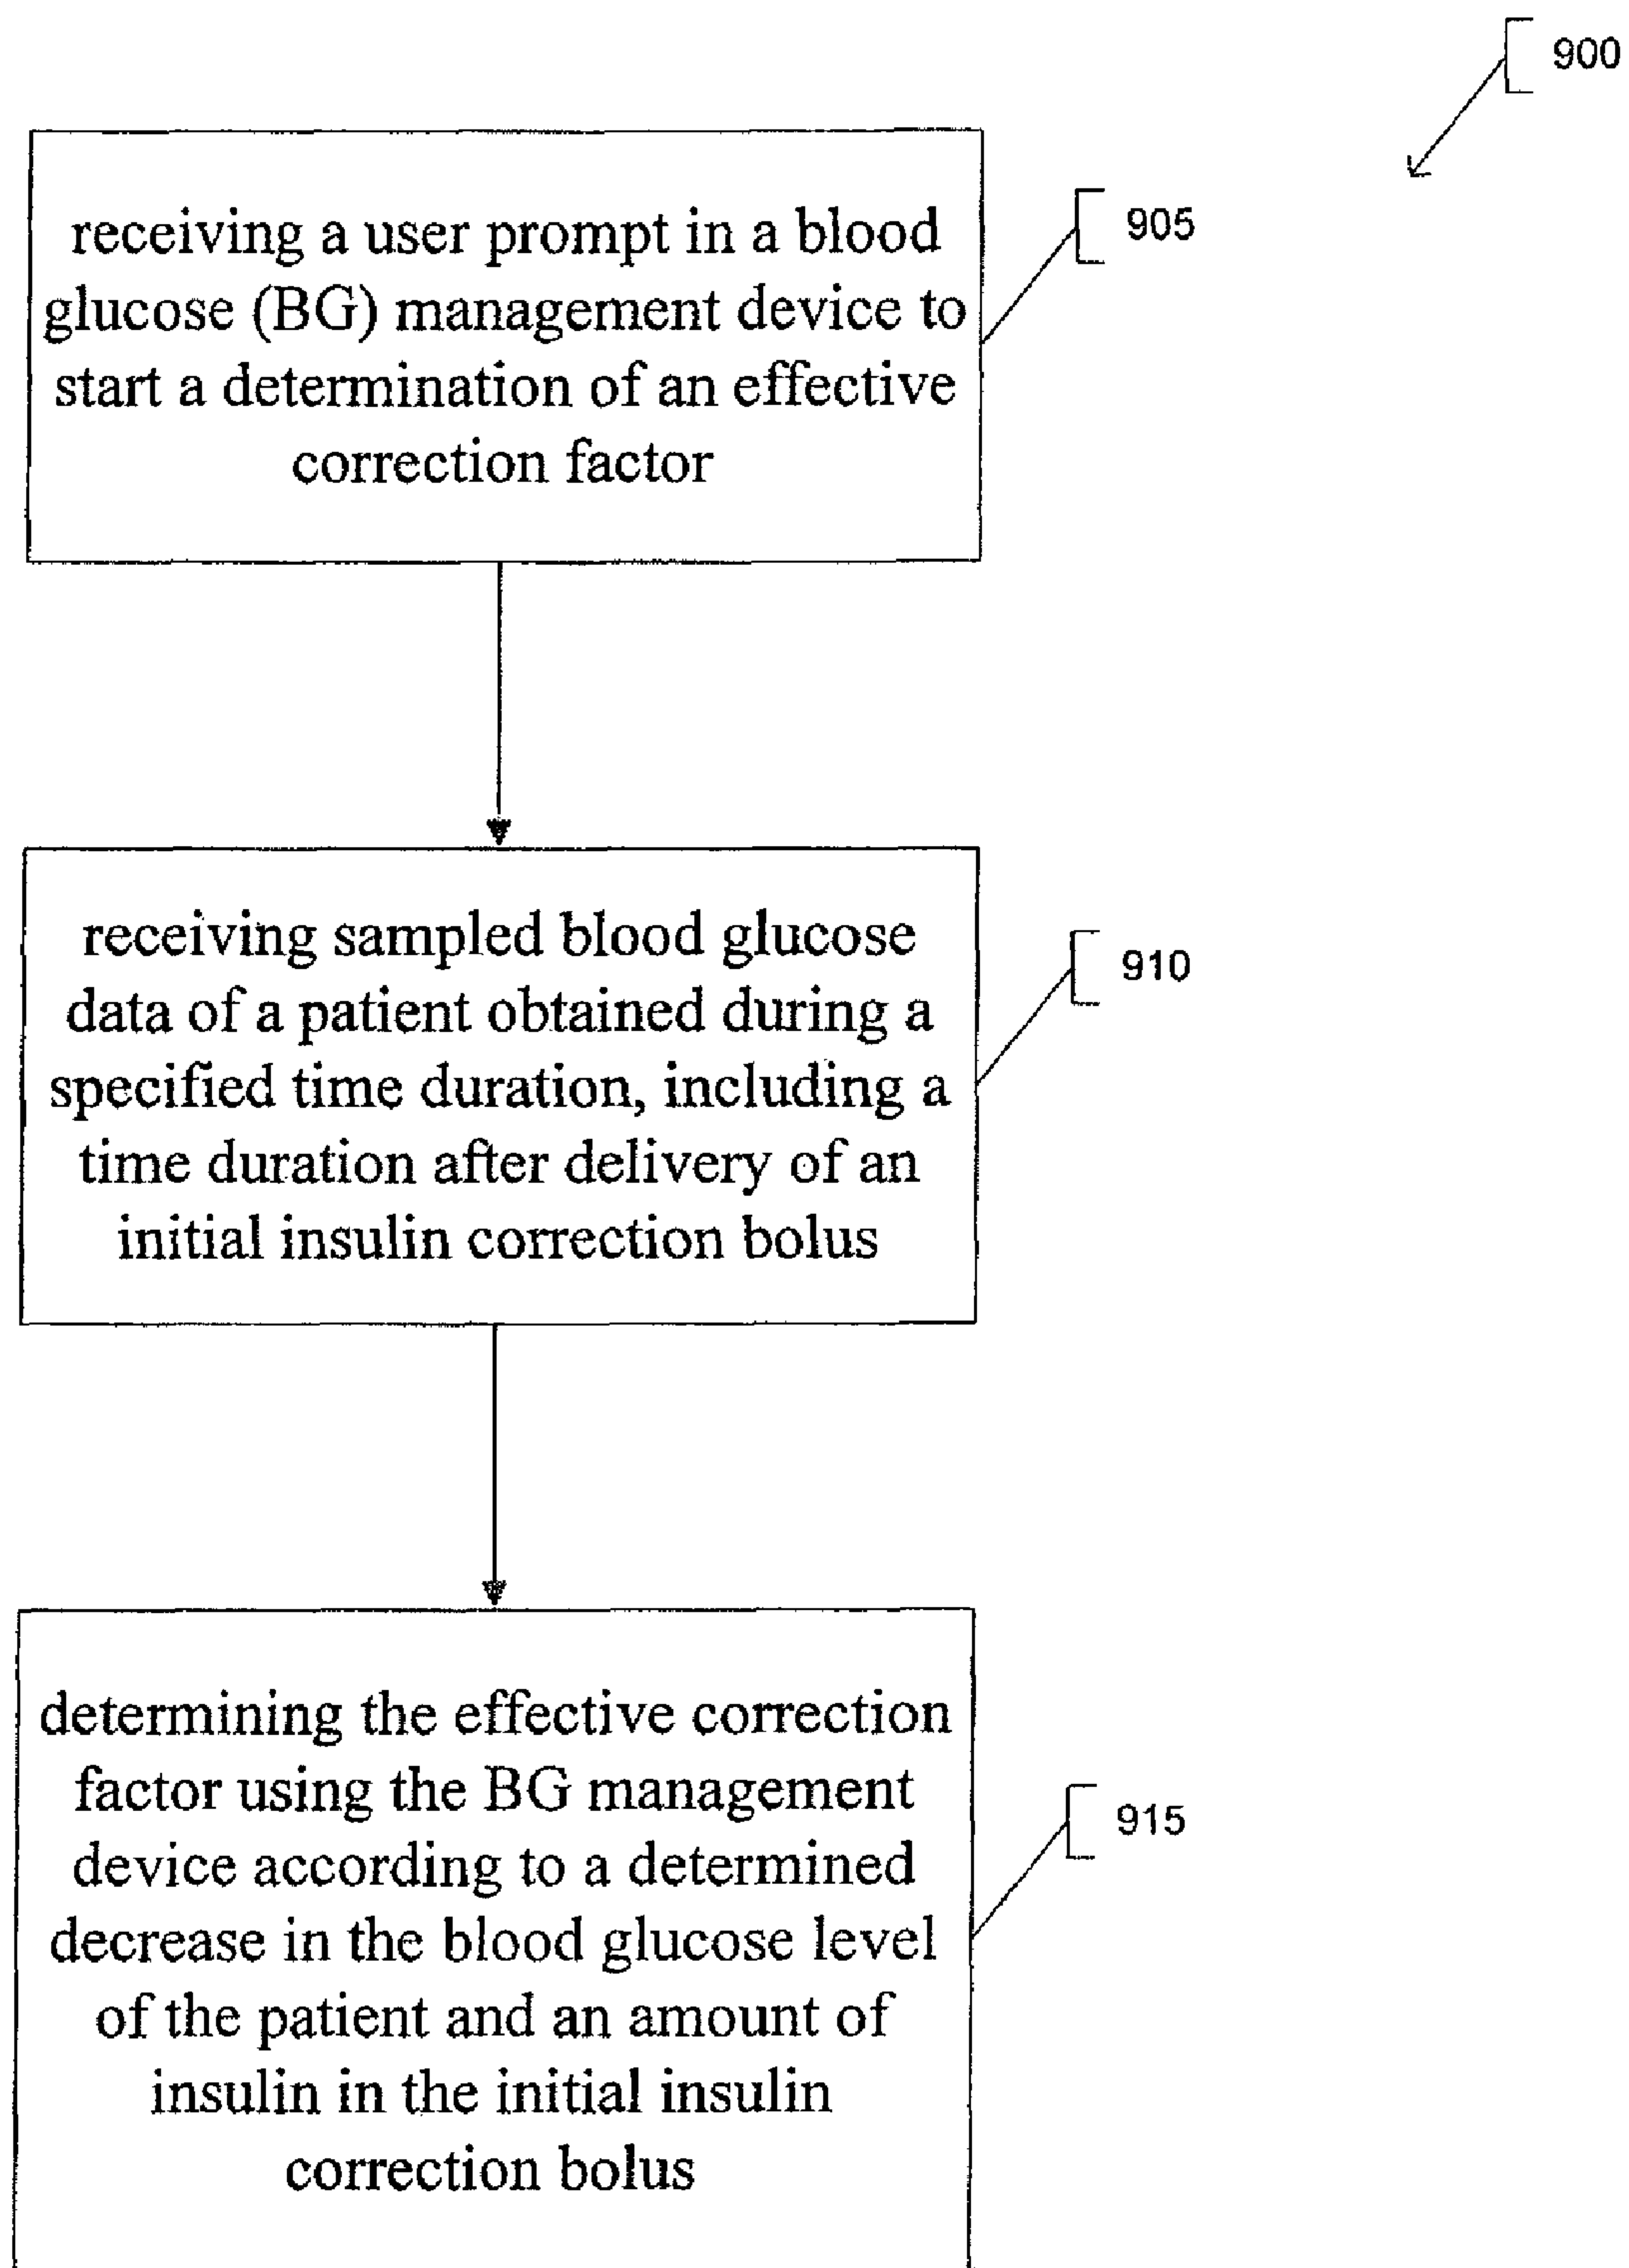 900
receiving a user prompt in a blood
glucose (BG) management device to
start a determination of an effective
correction factor
905
receiving sampled blood glucose
data of a patient obtained during a
specified time duration, including a
time duration after delivery of an
initial insulin correction bolus
910
determining the effective correction
factor using the BG management
device according to a determined
decrease in the blood glucose level
of the patient and an amount of
insulin in the initial insulin
correction bolus
915